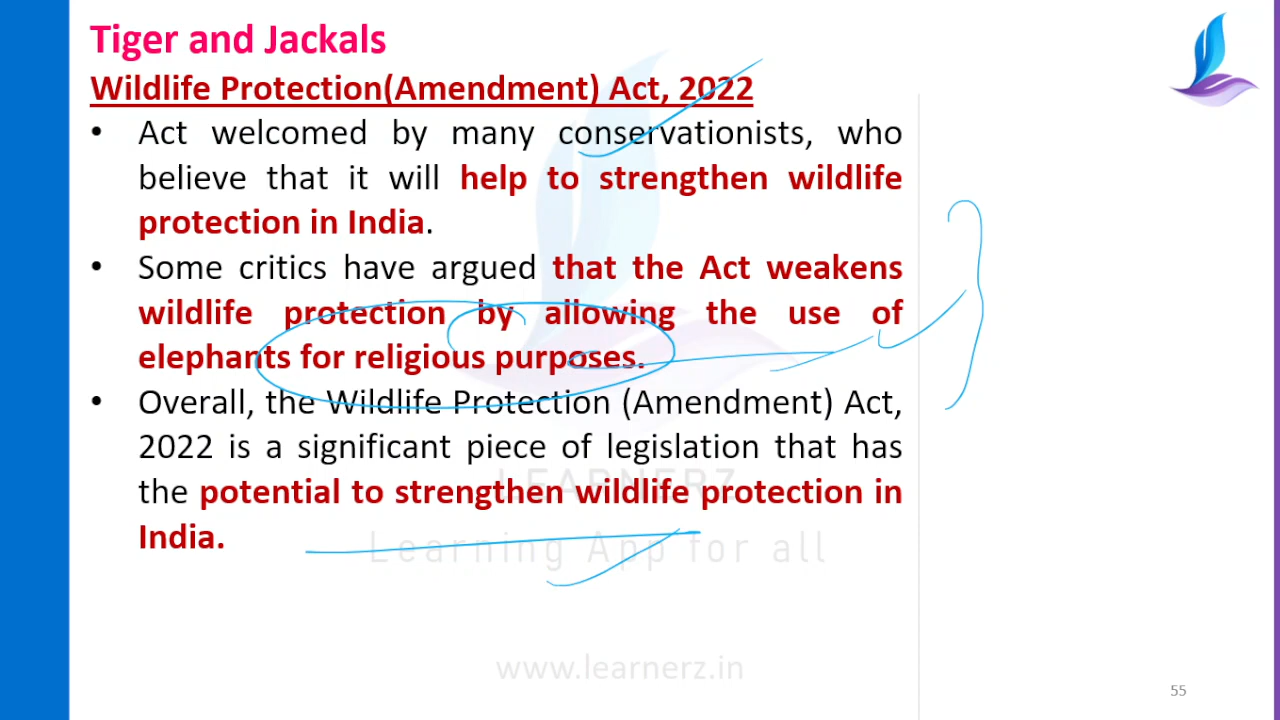 Tiger and Jackals
Wildlife Protection(Amendment) Act, 2022
• Act welcomed by many conservationists, who
believe that it will help to strengthen wildlife
protection in India.
• Some critics have argued that the Act weakens
wildlife protection by allowing the use of
elephants for religious purposes.
• Overall, the Wildlife Protection (Amendment) Act,
2022 is a significant piece of legislation that has
the potential to strengthen wildlife protection in
India.
LEARNERZ
Learning App for all
www.learnerz.in
55